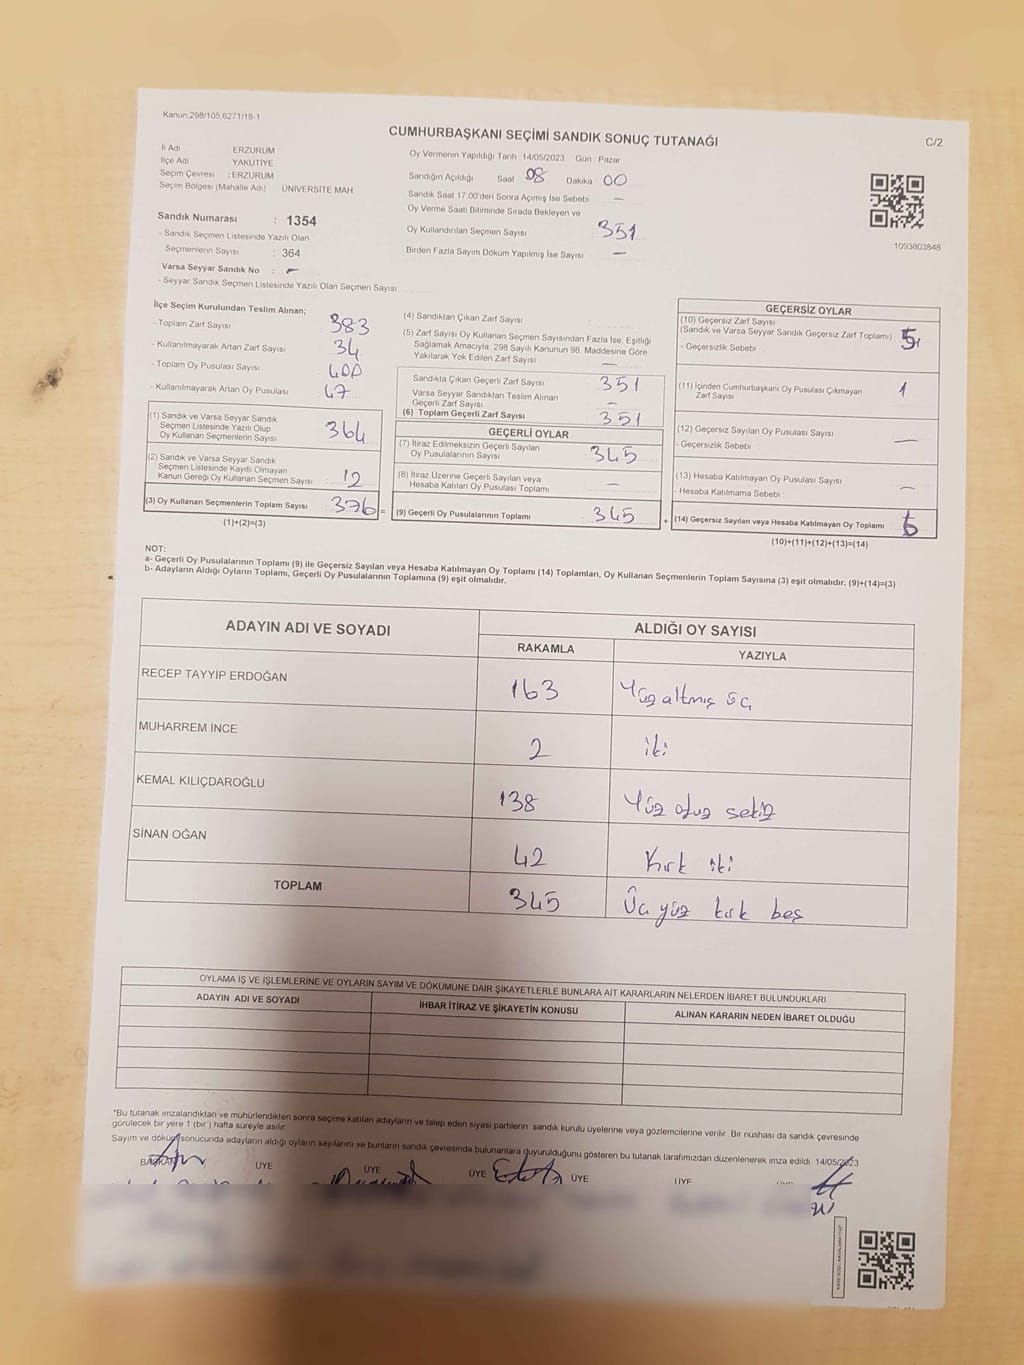 Kanun,298/105,6271/18-1
CUMHURBAŞKANI SEÇİMİ SANDIK SONUÇ TUTANAĞI
C/2
İl Adı ERZURUM
İlçe Adı YAKUTİYE
Seçim Çevresi : ERZURUM
Seçim Bölgesi (Mahalle Adı) ÜNİVERSİTE MAH
Sandık Numarası : 1354
- Sandık Seçmen Listesinde Yazılı Olan
Seçmenlerin Sayısı : 364
Varsa Seyyar Sandık No : –
- Seyyar Sandık Seçmen Listesinde Yazılı Olan Seçmen Sayısı:
Oy Vermenin Yapıldığı Tarih : 14/05/2023 Gün : Pazar
Sandığın Açıldığı Saat 08 Dakika 00
Sandık Saat 17:00'den Sonra Açımış İse Sebebi –
Oy Verme Saati Bitiminde Sırada Bekleyen ve
Oy Kullandırılan Seçmen Sayısı 351
Birden Fazla Sayım Döküm Yapılmış İse Sayısı –
1093803848
İlçe Seçim Kurulundan Teslim Alınan;
- Toplam Zarf Sayısı 383
- Kullanılmayarak Artan Zarf Sayısı 34
- Toplam Oy Pusulası Sayısı 400
- Kullanılmayarak Artan Oy Pusulası 47
(1) Sandık ve Varsa Seyyar Sandık
Seçmen Listesinde Yazılı Olup
Oy Kullanan Seçmenlerin Sayısı 364
(2) Sandık ve Varsa Seyyar Sandık
Seçmen Listesinde Kayıtlı Olmayan
Kanun Gereği Oy Kullanan Seçmen Sayısı 12
(3) Oy Kullanan Seçmenlerin Toplam Sayısı 376 =
(1)+(2)=(3)
(4) Sandıktan Çıkan Zarf Sayısı
(5) Zarf Sayısı Oy Kullanan Seçmen Sayısından Fazla İse, Eşitliği
Sağlamak Amacıyla, 298 Sayılı Kanunun 98. Maddesine Göre
Yakılarak Yok Edilen Zarf Sayısı –
Sandıkta Çıkan Geçerli Zarf Sayısı 351
Varsa Seyyar Sandıktan Teslim Alınan
Geçerli Zarf Sayısı –
(6) Toplam Geçerli Zarf Sayısı 351
GEÇERLİ OYLAR
(7) İtiraz Edilmeksizin Geçerli Sayılan
Oy Pusulalarının Sayısı 345
(8) İtiraz Üzerine Geçerli Sayılan veya
Hesaba Katılan Oy Pusulası Toplamı –
(9) Geçerli Oy Pusulalarının Toplamı 345 +
GEÇERSİZ OYLAR
(10) Geçersiz Zarf Sayısı
(Sandık ve Varsa Seyyar Sandık Geçersiz Zarf Toplamı) 5
- Geçersizlik Sebebi
(11) İçinden Cumhurbaşkanı Oy Pusulası Çıkmayan
Zarf Sayısı 1
(12) Geçersiz Sayılan Oy Pusulası Sayısı –
- Geçersizlik Sebebi :
(13) Hesaba Katılmayan Oy Pusulası Sayısı –
- Hesaba Katılmama Sebebi :
(14) Geçersiz Sayılan veya Hesaba Katılmayan Oy Toplamı 6
(10)+(11)+(12)+(13)=(14)
NOT:
a- Geçerli Oy Pusulalarının Toplamı (9) ile Geçersiz Sayılan veya Hesaba Katılmayan Oy Toplamı (14) Toplamları, Oy Kullanan Seçmenlerin Toplam Sayısına (3) eşit olmalıdır. (9)+(14)=(3)
b- Adayların Aldığı Oyların Toplamı, Geçerli Oy Pusulalarının Toplamına (9) eşit olmalıdır.
ADAYIN ADI VE SOYADI ALDIĞI OY SAYISI
RAKAMLA YAZIYLA
RECEP TAYYİP ERDOĞAN 163 Yüz altmış üç
MUHARREM İNCE 2 iki
KEMAL KILIÇDAROĞLU 138 Yüz otuz sekiz
SİNAN OĞAN 42 Kırk iki
TOPLAM 345 Üç yüz kırk beş
OYLAMA İŞ VE İŞLEMLERİNE VE OYLARIN SAYIM VE DÖKÜMÜNE DAİR ŞİKAYETLERLE BUNLARA AİT KARARLARIN NELERDEN İBARET BULUNDUKLARI
ADAYIN ADI VE SOYADI İHBAR İTİRAZ VE ŞİKAYETİN KONUSU ALINAN KARARIN NEDEN İBARET OLDUĞU
*Bu tutanak imzalandıktan ve mühürlendikten sonra seçime katılan adayların ve talep eden siyasi partilerin sandık kurulu üyelerine veya gözlemcilerine verilir. Bir nushası da sandık çevresinde
görülecek bir yere 1 (bir) hafta süreyle asılır.
Sayım ve döküm sonucunda adayların aldığı oyların sayılarını ve bunların sandık çevresinde bulunanlara duyurulduğunu gösteren bu tutanak tarafımızdan düzenlenerek imza edildi. 14/05/2023
BAŞKAN ÜYE ÜYE ÜYE ÜYE ÜYE